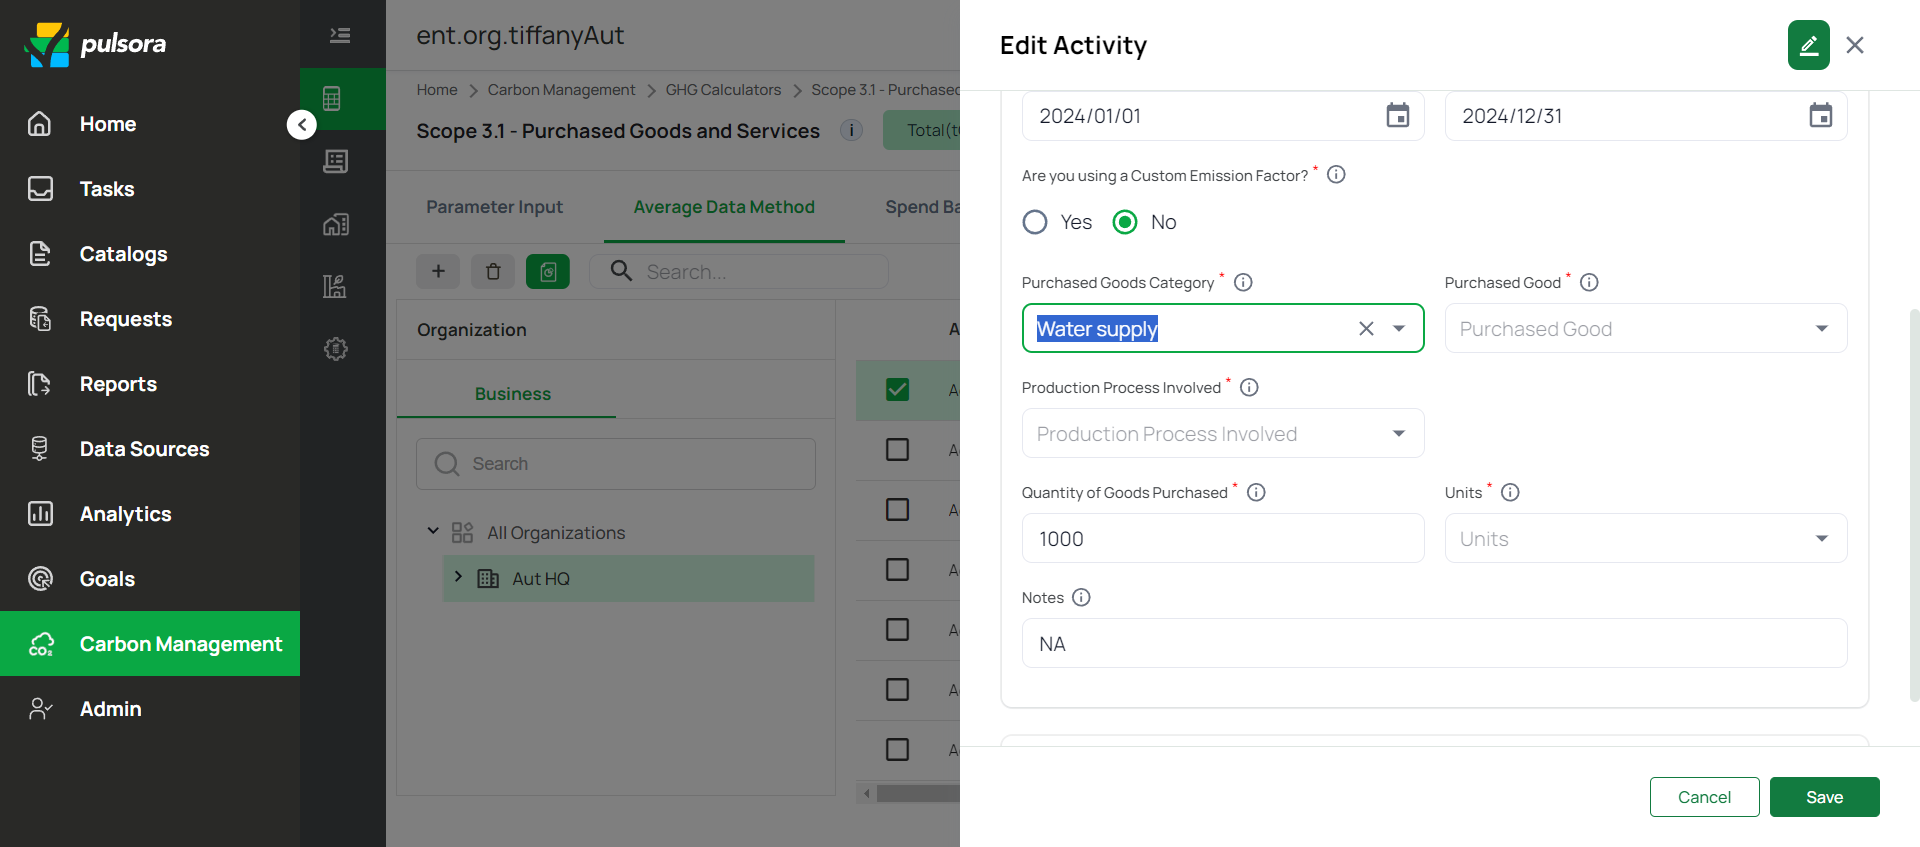 pulsora
Home
Tasks
Catalogs
Requests
Reports
Data Sources
Analytics
Goals
CO₂
Carbon Management
Admin
ent.org.tiffanyAut
Home > Carbon Management > GHG Calculators > Scope 3.1 - Purchased
Scope 3.1 - Purchased Goods and Services i Total(t
Parameter Input Average Data Method Spend Ba
+ Search...
Organization
Business
Search
All Organizations
Aut HQ
A
A
A
A
A
A
A
A
Edit Activity
2024/01/01 2024/12/31
Are you using a Custom Emission Factor? *
Yes No
Purchased Goods Category * Purchased Good *
Water supply Purchased Good
Production Process Involved *
Production Process Involved
Quantity of Goods Purchased * Units *
1000 Units
Notes
NA
Cancel Save